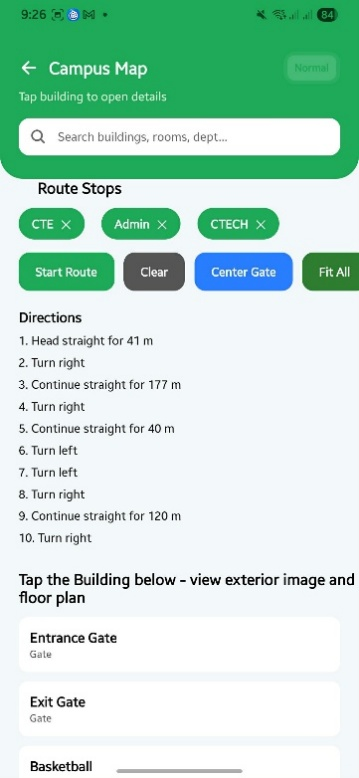 9:26 84
Campus Map Normal
Tap building to open details
Search buildings, rooms, dept...
Route Stops
CTE Admin CTECH
Start Route Clear Center Gate Fit All
Directions
1. Head straight for 41 m
2. Turn right
3. Continue straight for 177 m
4. Turn right
5. Continue straight for 40 m
6. Turn left
7. Turn left
8. Turn right
9. Continue straight for 120 m
10. Turn right
Tap the Building below - view exterior image and
floor plan
Entrance Gate
Gate
Exit Gate
Gate
Basketball